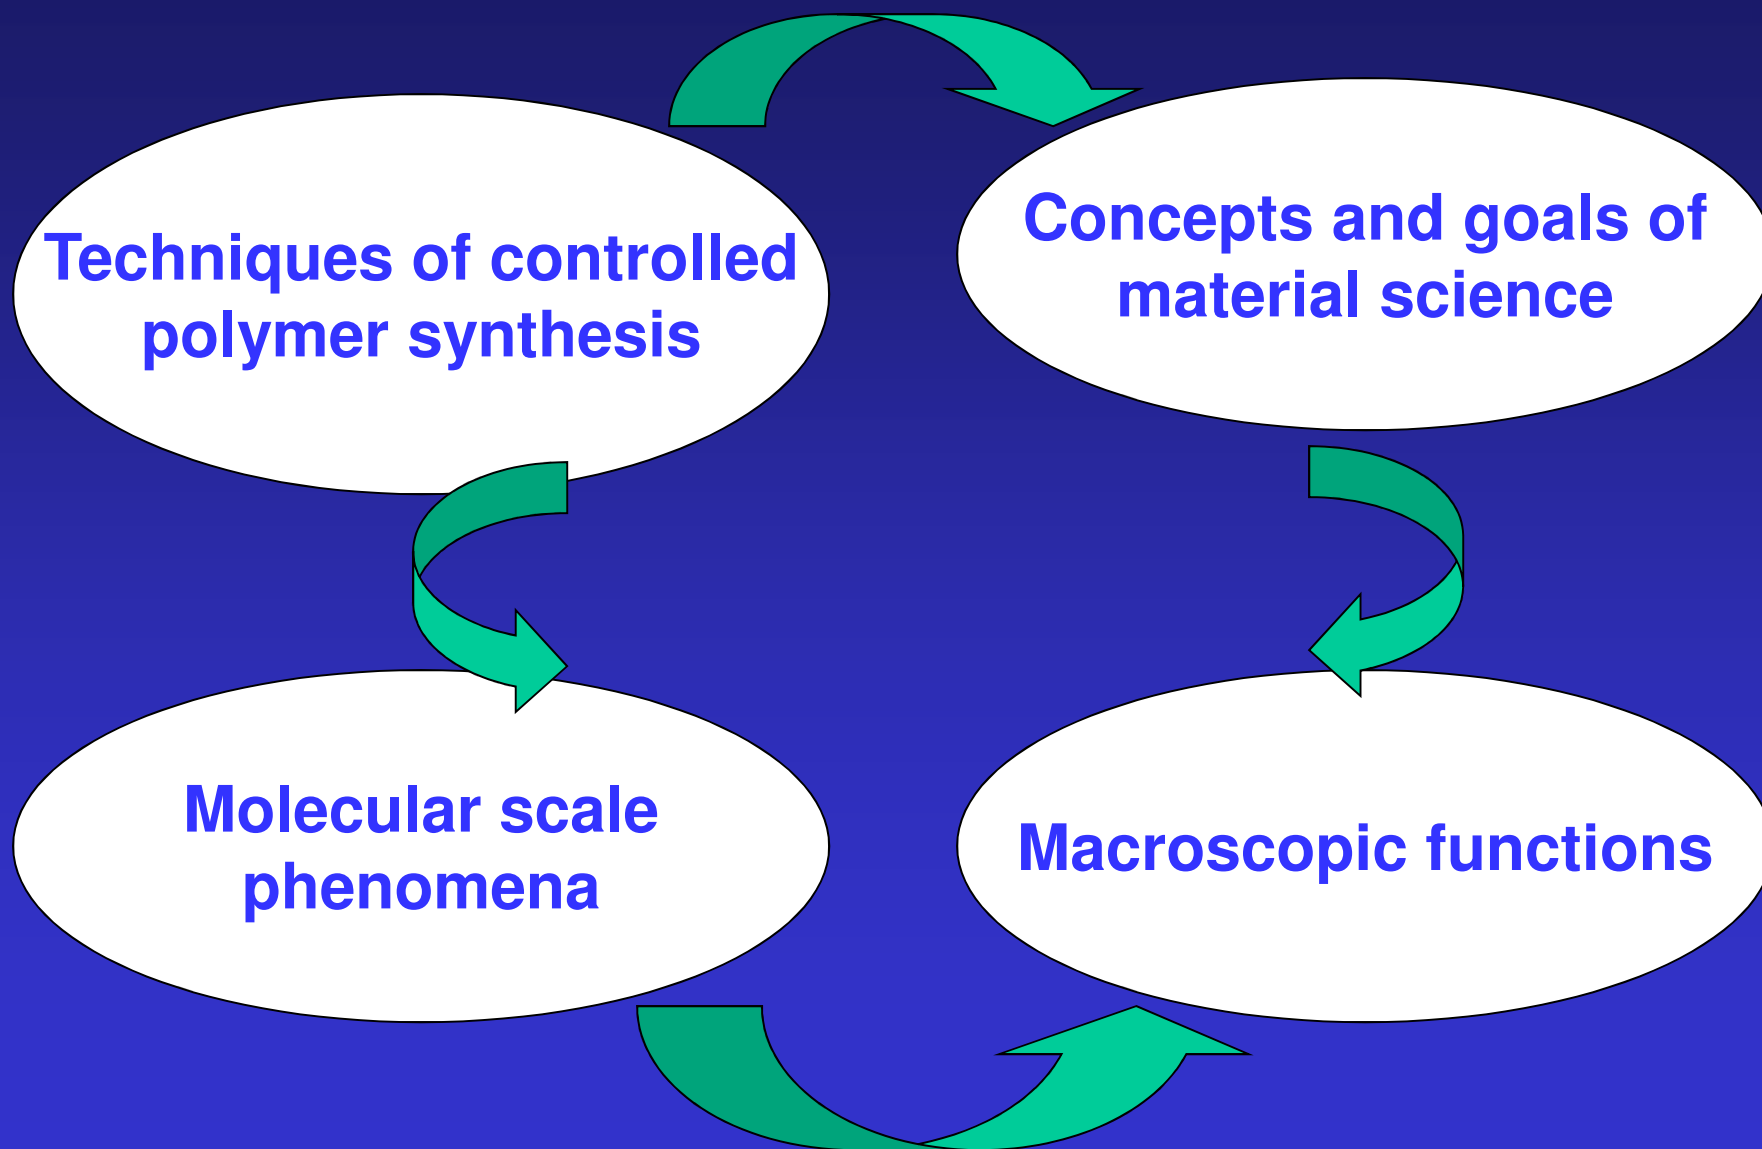 Techniques of controlled
polymer synthesis
Concepts and goals of
material science
Molecular scale
phenomena
Macroscopic functions